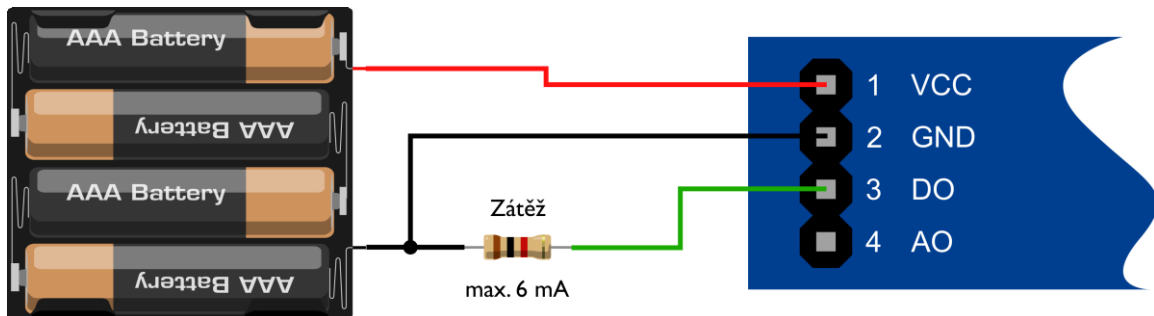 AAA Battery
AAA Battery
AAA Battery
AAA Battery
Zátěž
max. 6 mA
1 VCC
2 GND
3 DO
4 AO